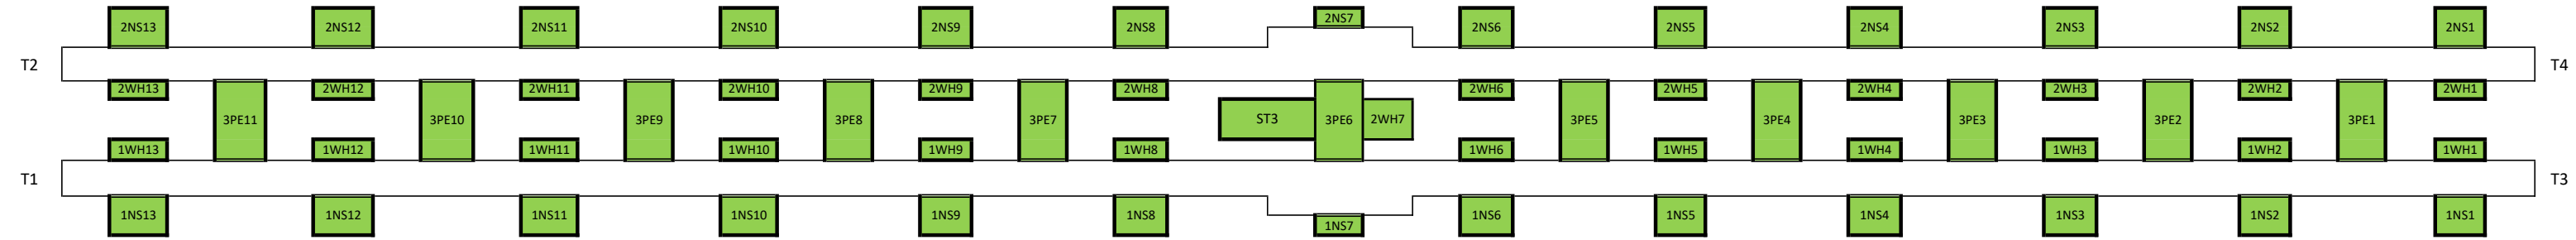 2NS13 2NS12 2NS11 2NS10 2NS9 2NS8 2NS7 2NS6 2NS5 2NS4 2NS3 2NS2 2NS1
T2 T4
2WH13 2WH12 2WH11 2WH10 2WH9 2WH8 2WH6 2WH5 2WH4 2WH3 2WH2 2WH1
3PE11 3PE10 3PE9 3PE8 3PE7 ST3 3PE6 2WH7 3PE5 3PE4 3PE3 3PE2 3PE1
1WH13 1WH12 1WH11 1WH10 1WH9 1WH8 1WH6 1WH5 1WH4 1WH3 1WH2 1WH1
T1 T3
1NS13 1NS12 1NS11 1NS10 1NS9 1NS8 1NS7 1NS6 1NS5 1NS4 1NS3 1NS2 1NS1